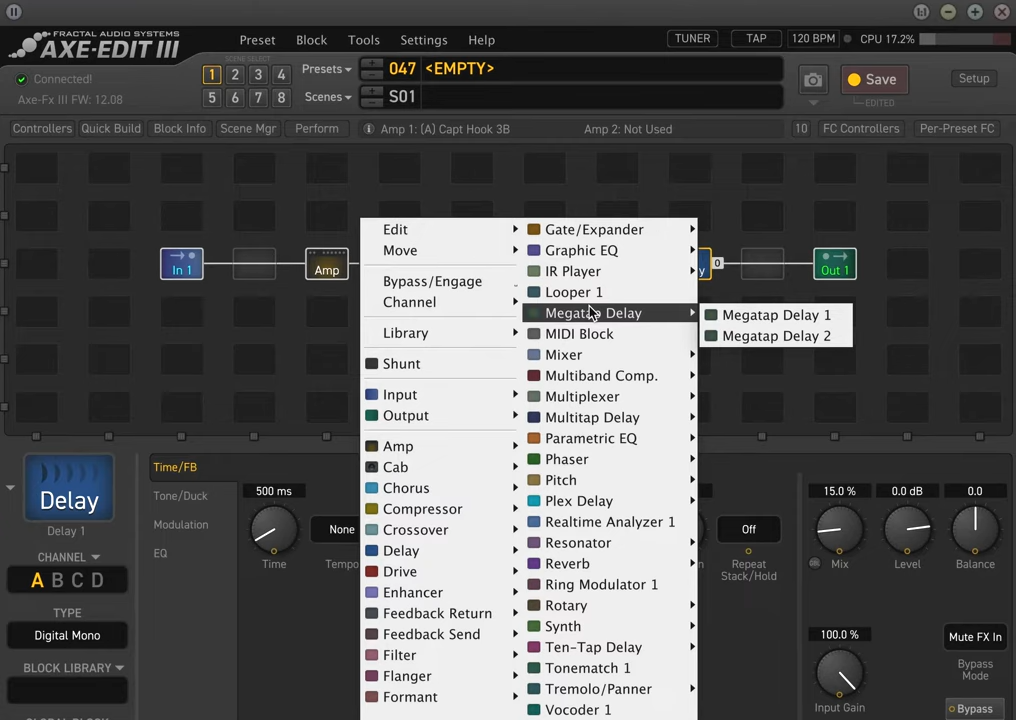 FRACTAL AUDIO SYSTEMS
AXE-EDIT III
Preset
Block
Tools
Settings
Help
TUNER
TAP
120 BPM
CPU 17.2%
Connected!
Axe-Fx III FW: 12.08
SCENE SELECT
1 2 3 4
5 6 7 8
Presets
047 <EMPTY>
Scenes
S01
Save
EDITED
Setup
Controllers
Quick Build
Block Info
Scene Mgr
Perform
Amp 1: (A) Capt Hook 3B
Amp 2: Not Used
10
FC Controllers
Per-Preset FC
In 1
Amp
y
0
Out 1
Edit
Move
Bypass/Engage
Channel
Library
Shunt
Input
Output
Amp
Cab
Chorus
Compressor
Crossover
Delay
Drive
Enhancer
Feedback Return
Feedback Send
Filter
Flanger
Formant
Gate/Expander
Graphic EQ
IR Player
Looper 1
Megatap Delay
MIDI Block
Mixer
Multiband Comp.
Multiplexer
Multitap Delay
Parametric EQ
Phaser
Pitch
Plex Delay
Realtime Analyzer 1
Resonator
Reverb
Ring Modulator 1
Rotary
Synth
Ten-Tap Delay
Tonematch 1
Tremolo/Panner
Vocoder 1
Megatap Delay 1
Megatap Delay 2
Delay
Delay 1
CHANNEL
A B C D
TYPE
Digital Mono
BLOCK LIBRARY
Time/FB
Tone/Duck
Modulation
EQ
500 ms
Time
None
Tempo
Off
Repeat
Stack/Hold
15.0 %
Mix
0.0 dB
Level
0.0
Balance
100.0 %
Input Gain
Mute FX In
Bypass
Mode
Bypass